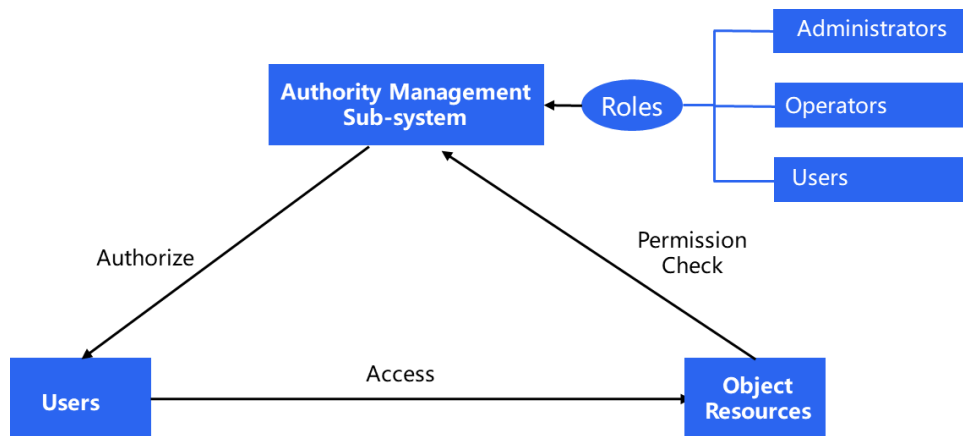 Administrators
Authority Management
Sub-system
Roles
Operators
Users
Authorize
Permission
Check
Access
Users
Object
Resources